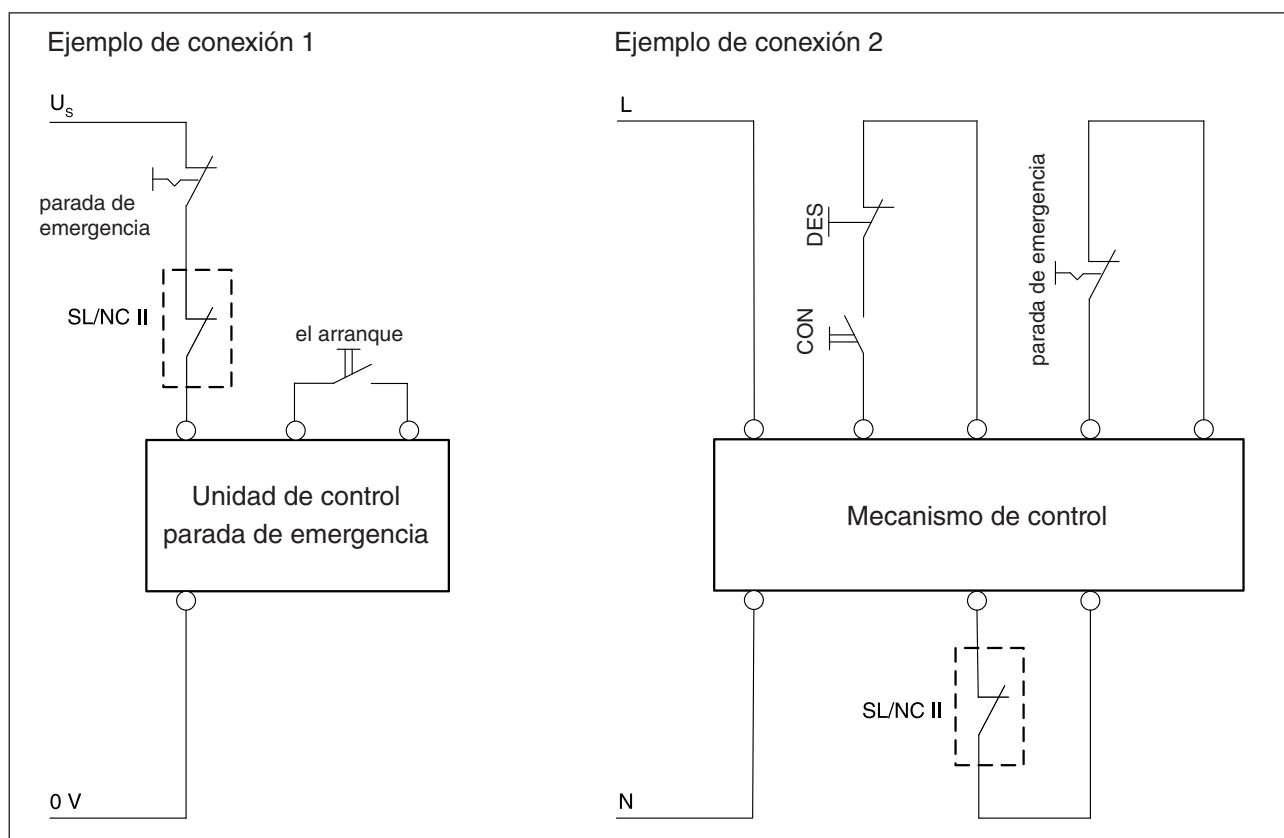 Ejemplo de conexión 1
U_S
parada de
emergencia
SL/NC II
el arranque
Unidad de control
parada de emergencia
0 V
Ejemplo de conexión 2
L
DES
CON
parada de emergencia
Mecanismo de control
SL/NC II
N